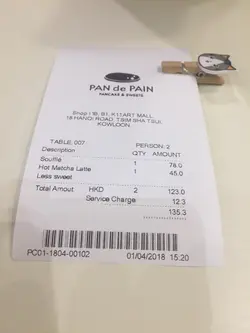 PAN de PAIN
PANCAKE & SWEETS
Shop I B, B1, K11 ART MALL,
18 HANOI ROAD, TSIM SHA TSUI,
KOWLOON
TABLE: 007 PERSON: 2
Description QTY AMOUNT
Souffle 1 78.0
Hot Matcha Latte 1 45.0
Less sweet
Total Amout HKD 2 123.0
Service Charge 12.3
135.3
PC01-1804-00102 01/04/2018 15:20